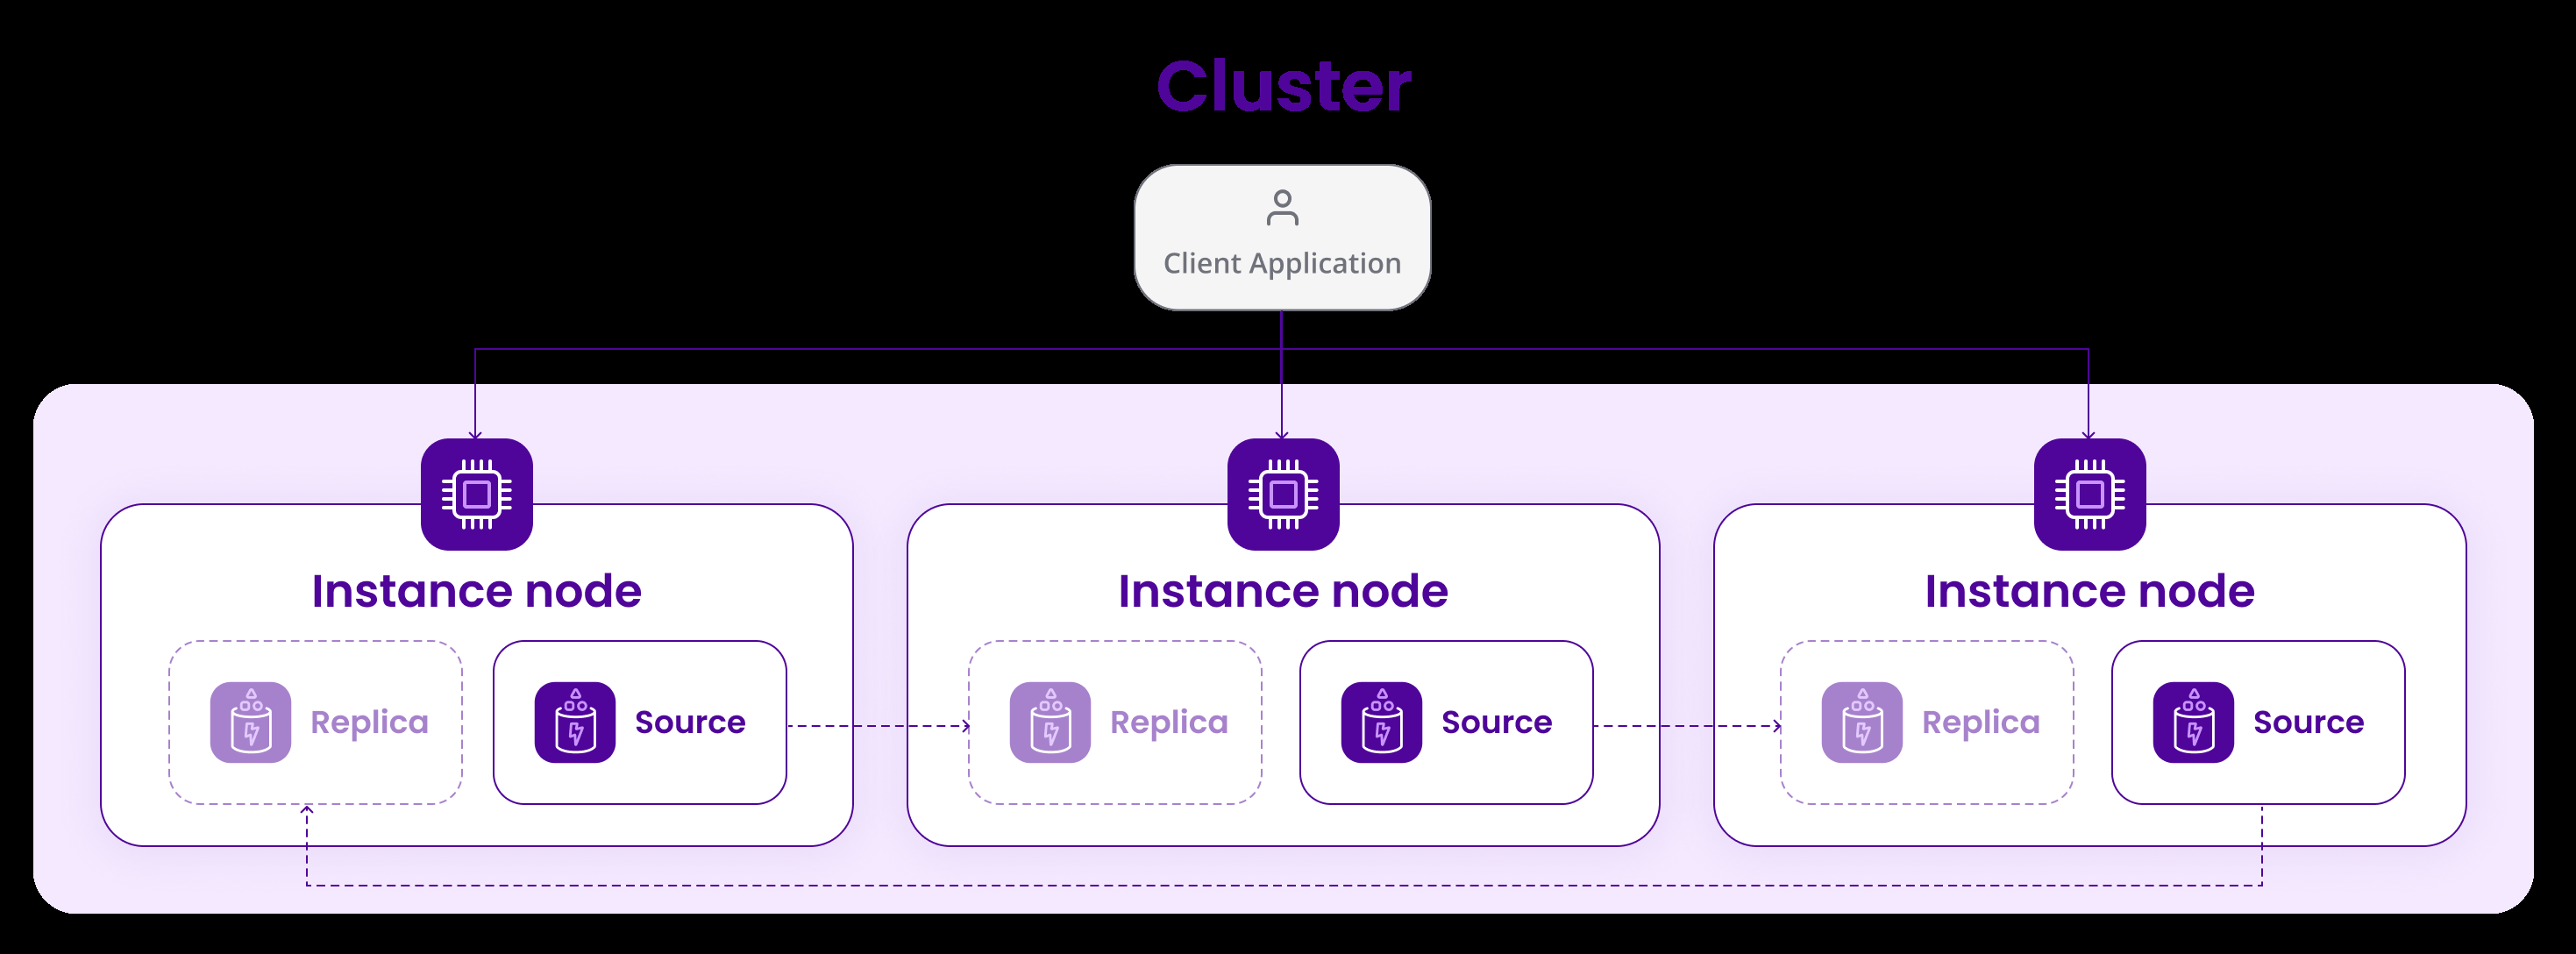 Cluster
Client Application
Instance node
Replica
Source
Instance node
Replica
Source
Instance node
Replica
Source